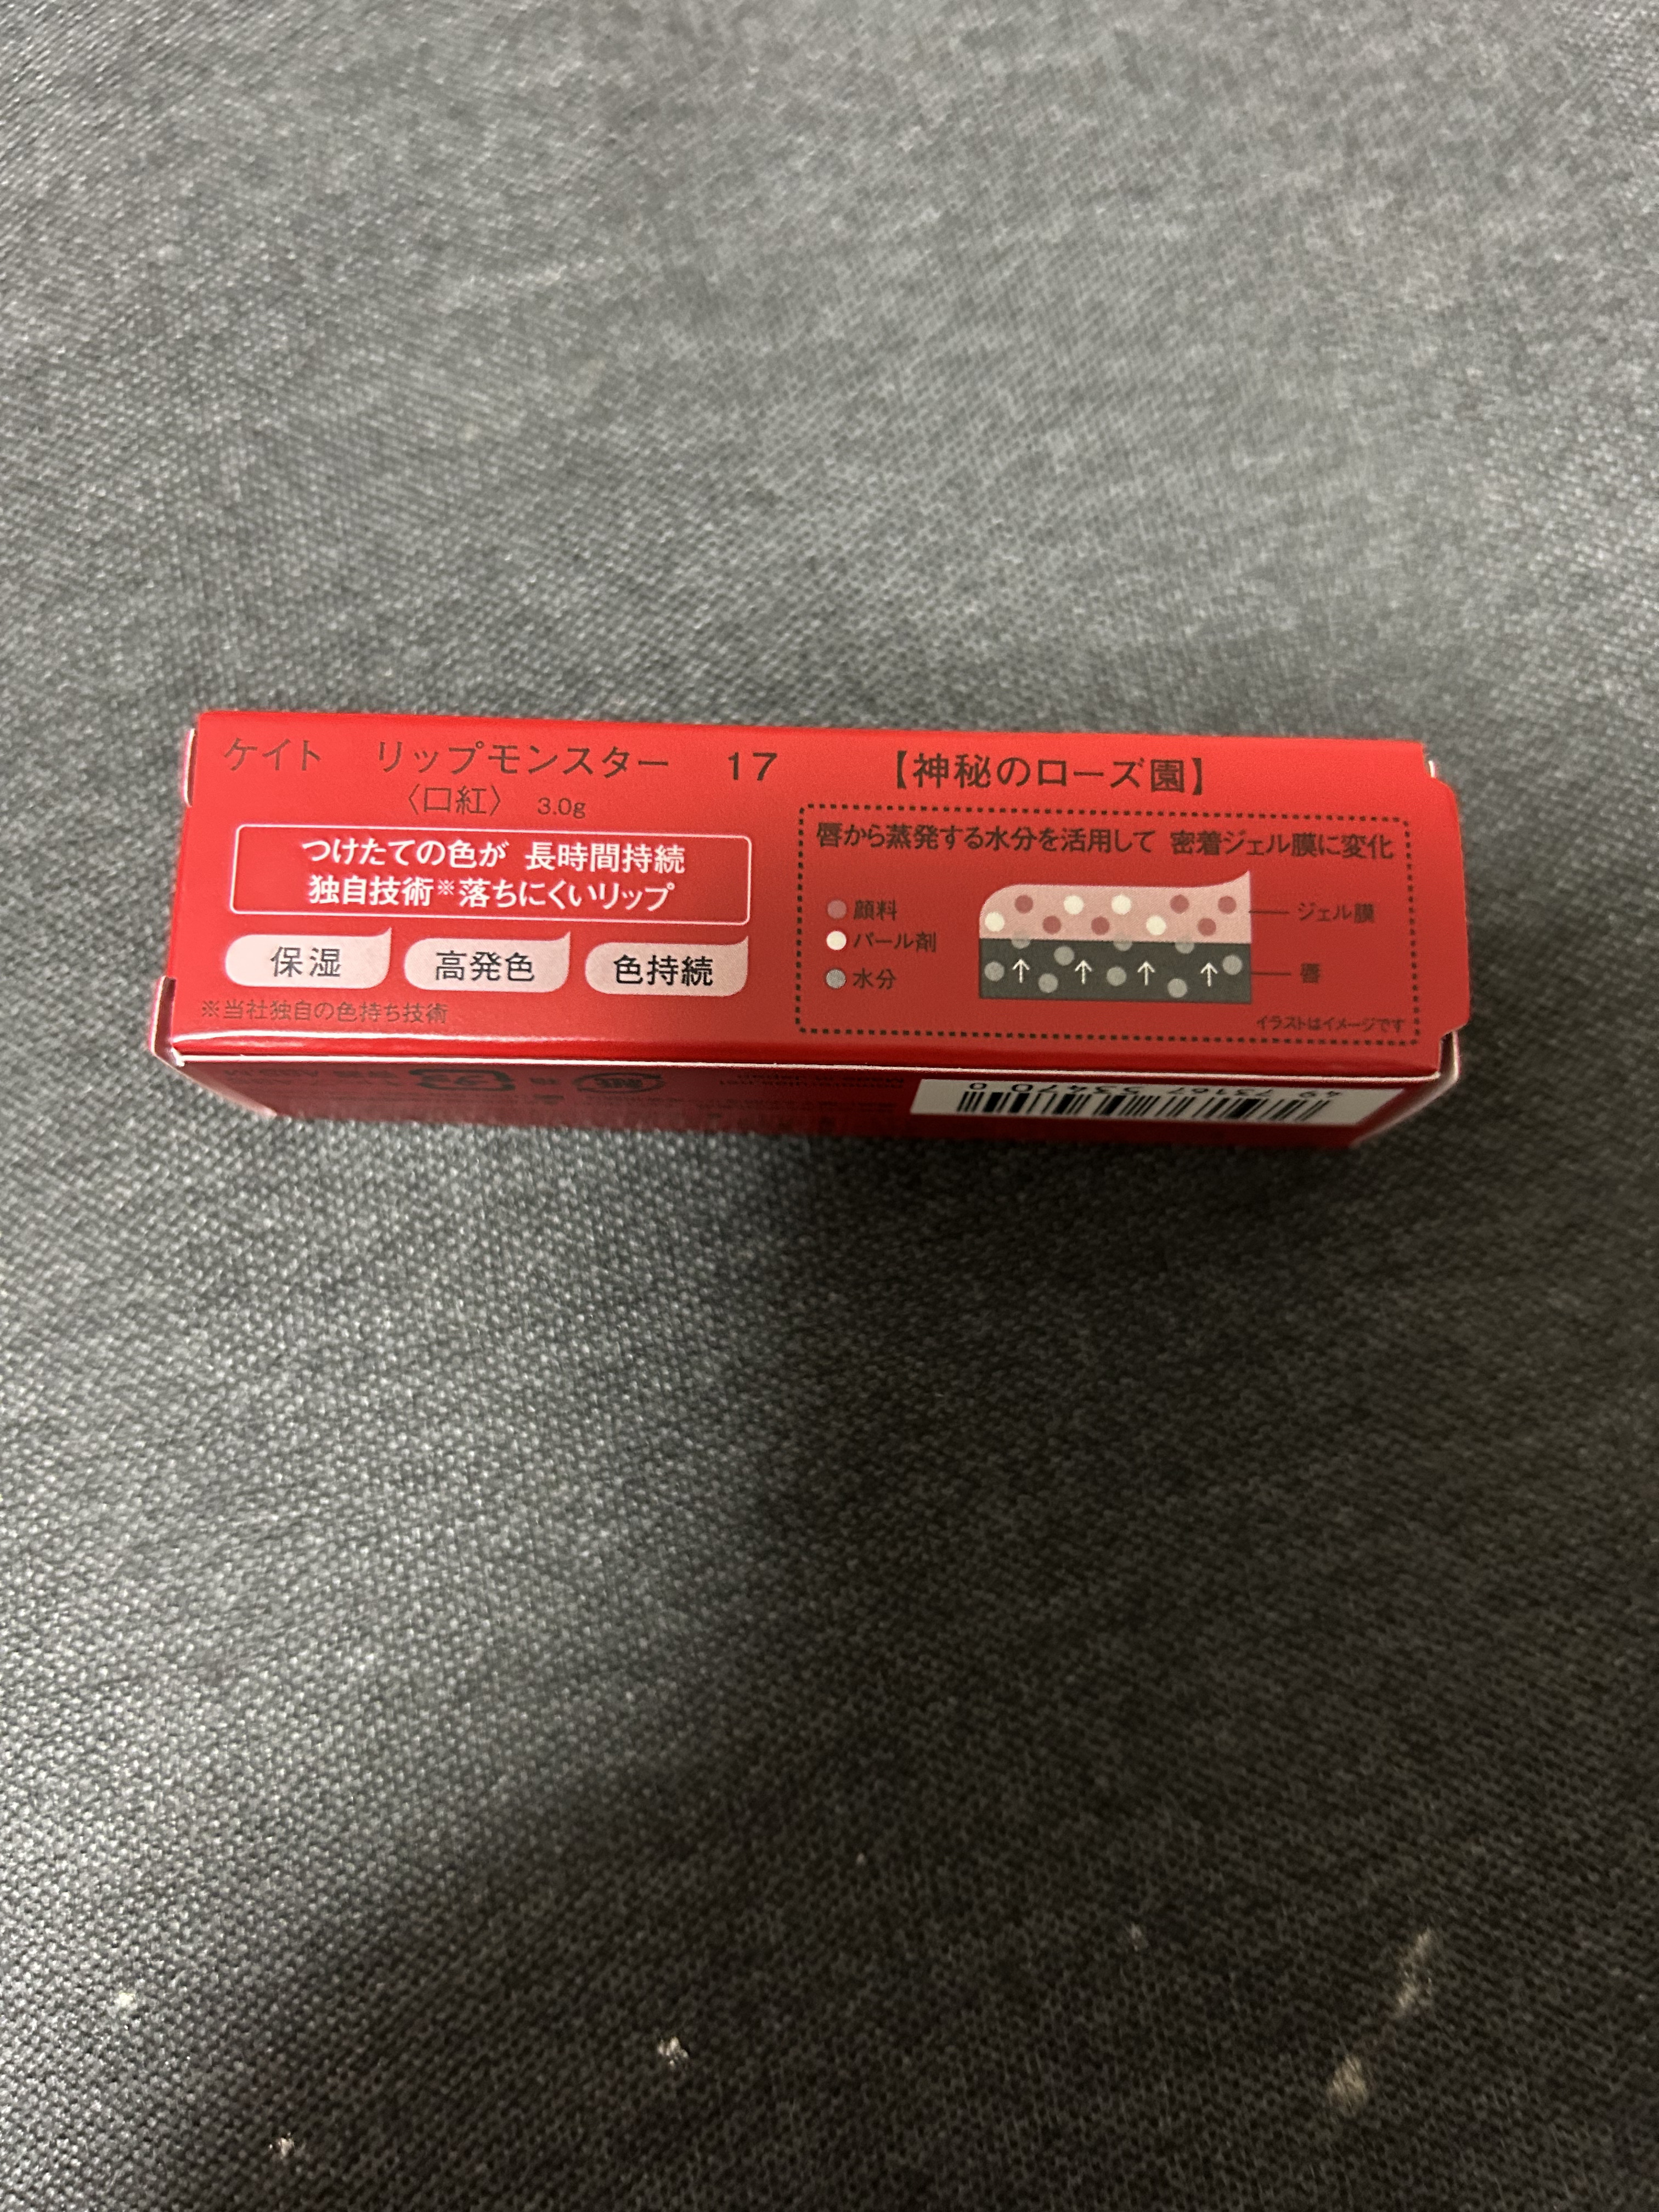 ケイト リップモンスター 17 【神秘のローズ園】
〈口紅〉 3.0g
つけたての色が 長時間持続
独自技術※落ちにくいリップ
保湿 高発色 色持続
※当社独自の色持ち技術
唇から蒸発する水分を活用して 密着ジェル膜に変化
顔料
パール剤
水分
ジェル膜
唇
イラストはイメージです